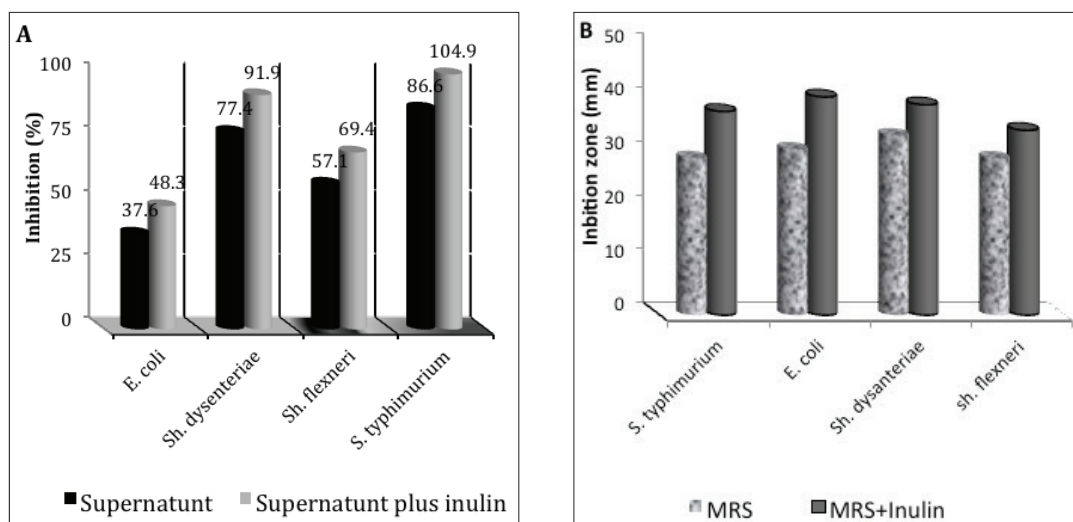 A
Inhibition (%)
100
75
50
25
0
37.6
48.3
77.4
91.9
57.1
69.4
86.6
104.9
E. coli
Sh. dysenteriae
Sh. flexneri
S. typhimurium
Supernatunt
Supernatunt plus inulin
B
Inbition zone (mm)
50
40
30
20
10
0
S. typhimurium
E. coli
Sh. dysanteriae
sh. flexneri
MRS
MRS+Inulin